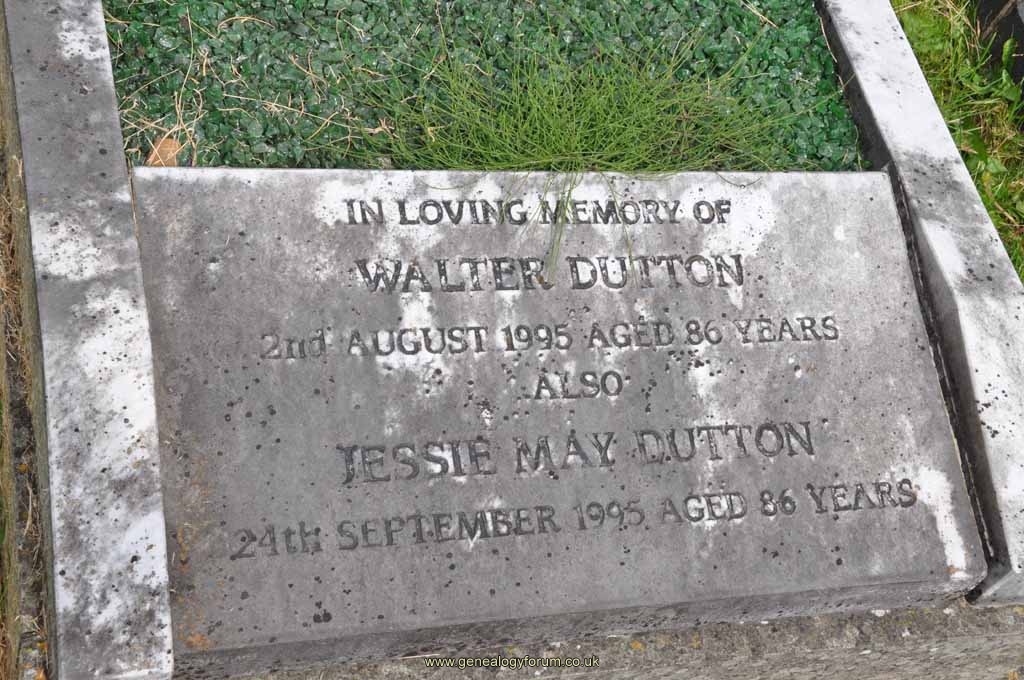 IN LOVING MEMORY OF
WALTER DUTTON
2nd AUGUST 1995 AGED 86 YEARS
ALSO
JESSIE MAY DUTTON
24th SEPTEMBER 1995 AGED 86 YEARS
www.genealogyforum.co.uk